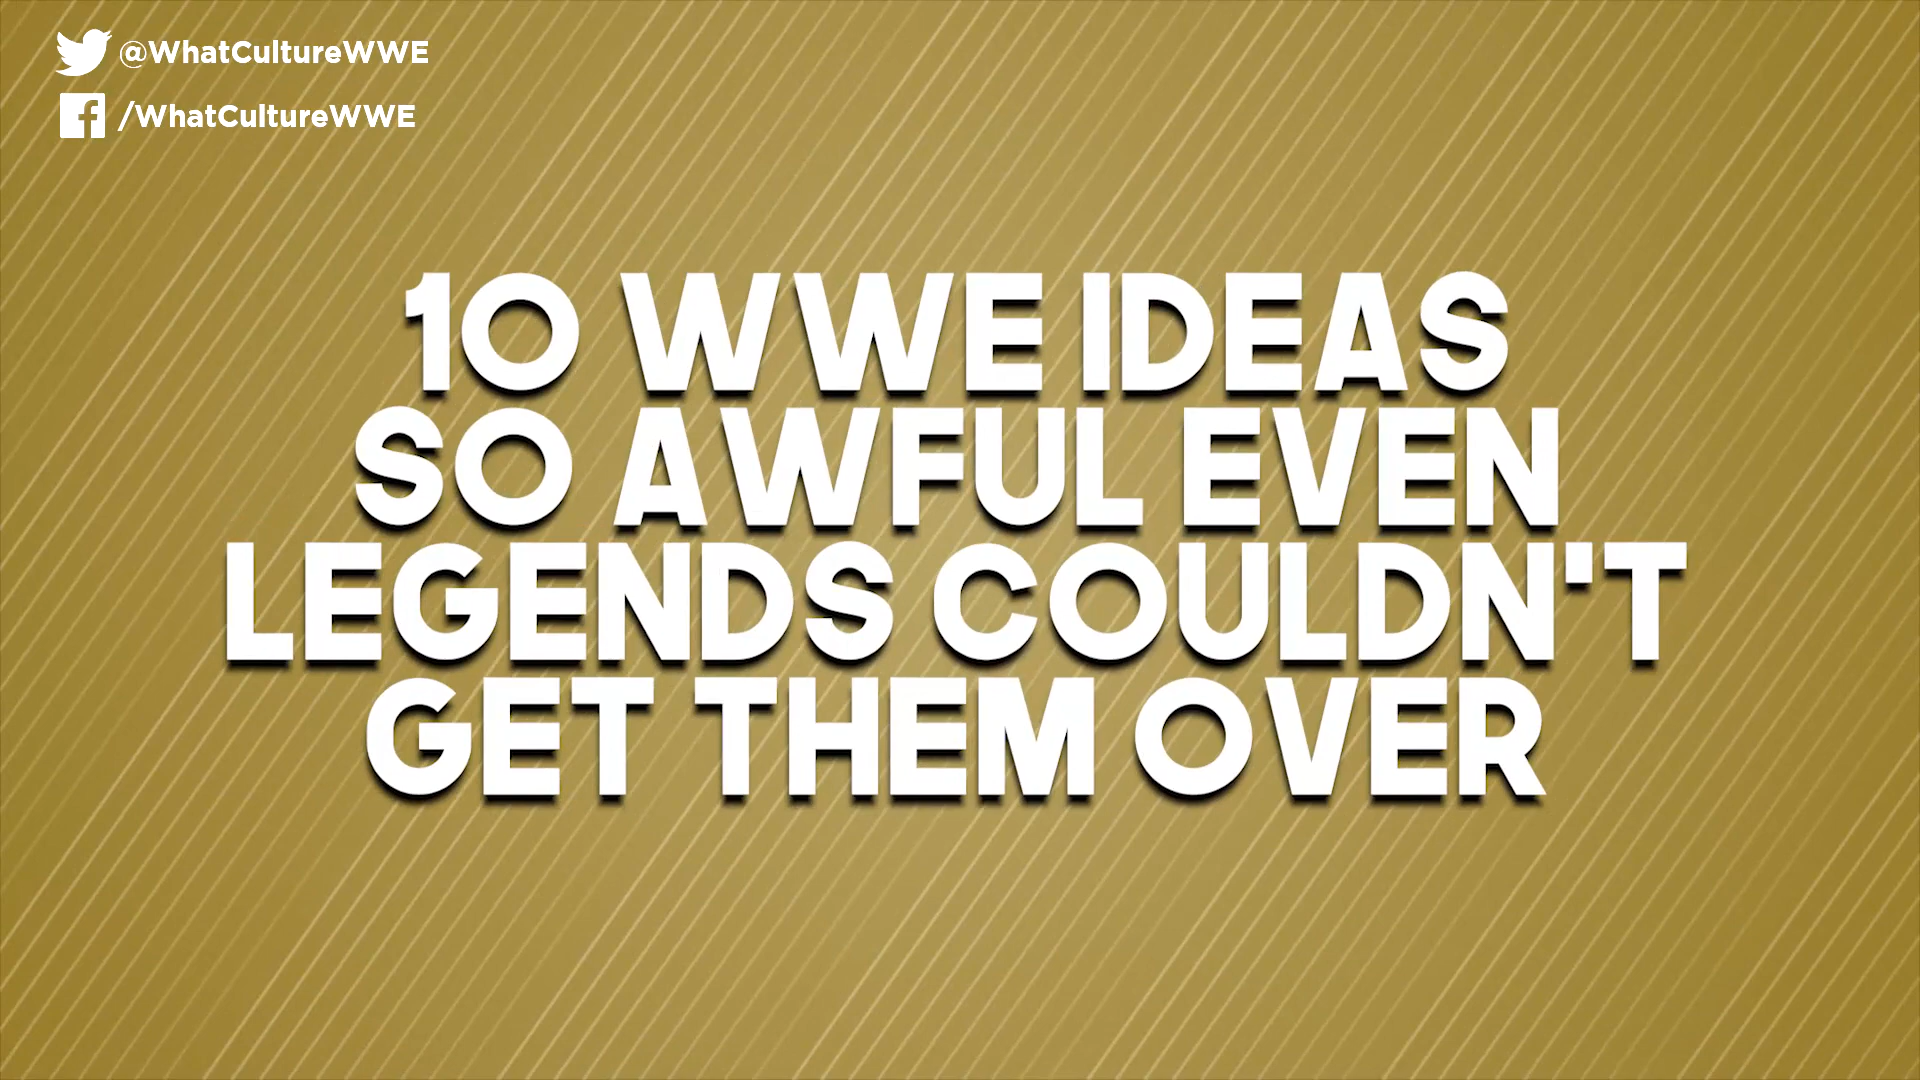 @WhatCultureWWE
/WhatCultureWWE
10 WWE IDEAS
SO AWFUL EVEN
LEGENDS COULDN'T
GET THEM OVER